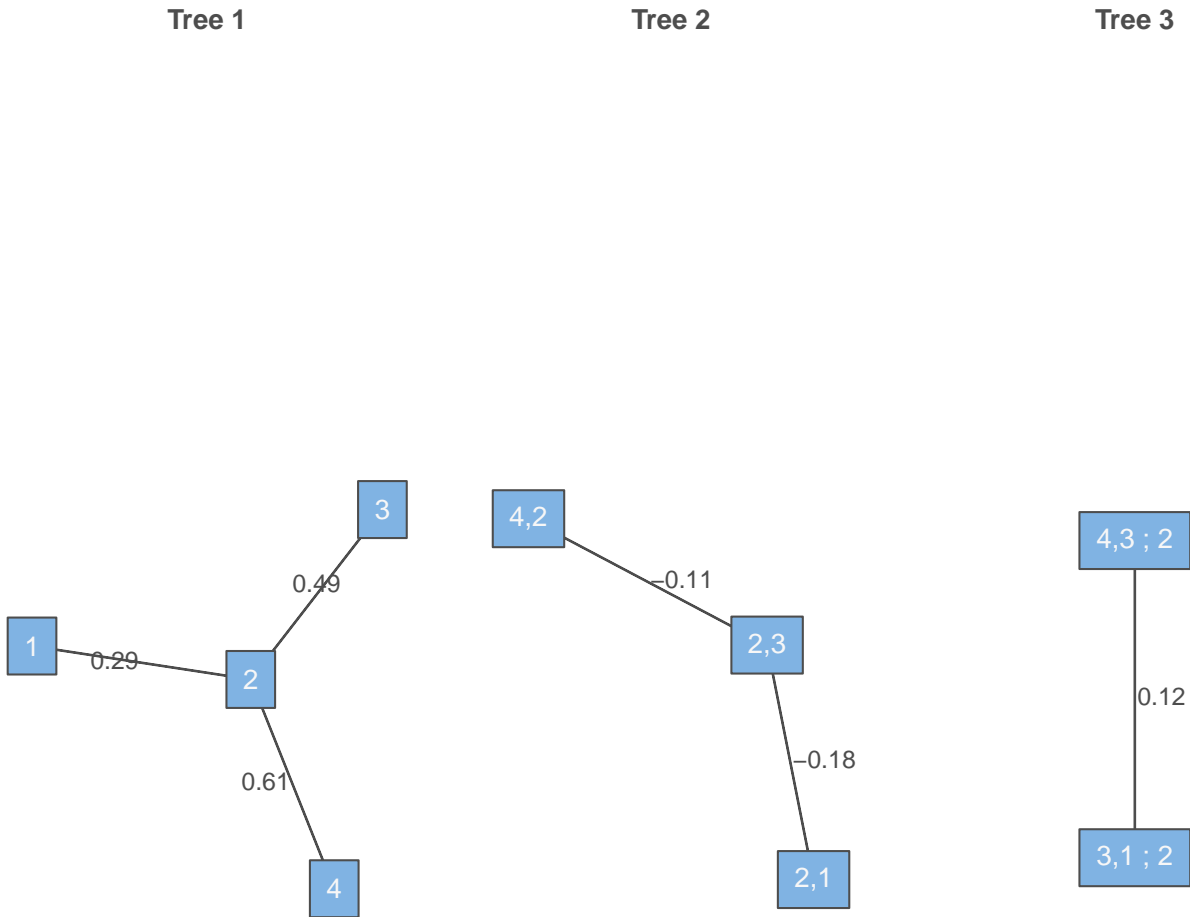 Tree 1
Tree 2
Tree 3
3
0.49
1
0.29
2
0.61
4
4,2
–0.11
2,3
–0.18
2,1
4,3 ; 2
0.12
3,1 ; 2